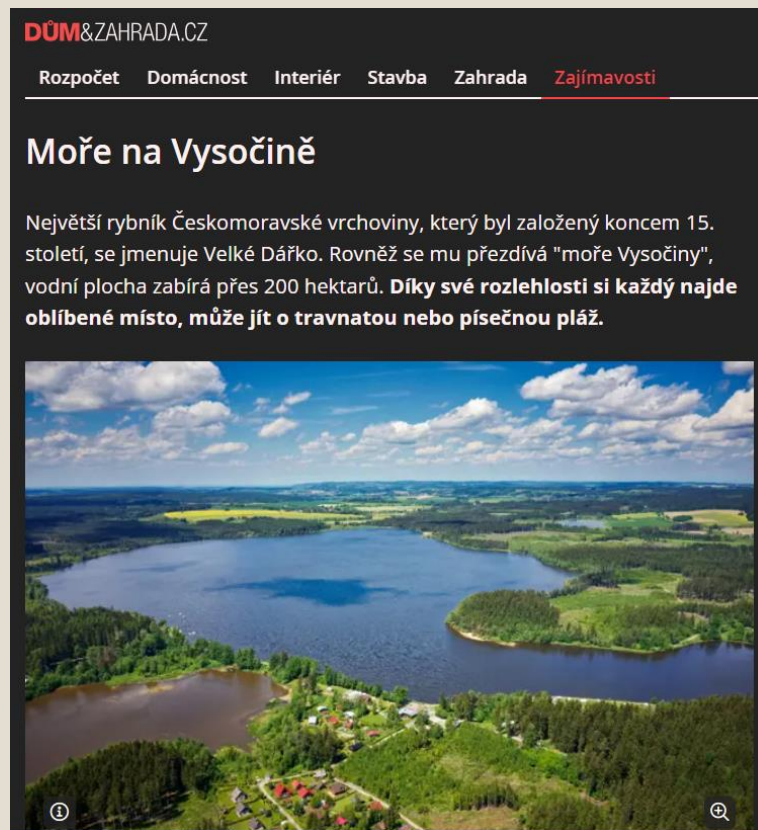 DŮM&ZAHRADA.CZ
Rozpočet Domácnost Interiér Stavba Zahrada Zajímavosti
Moře na Vysočině
Největší rybník Českomoravské vrchoviny, který byl založený koncem 15.
století, se jmenuje Velké Dářko. Rovněž se mu přezdívá "moře Vysočiny",
vodní plocha zabírá přes 200 hektarů. Díky své rozlehlosti si každý najde
oblíbené místo, může jít o travnatou nebo písečnou pláž.